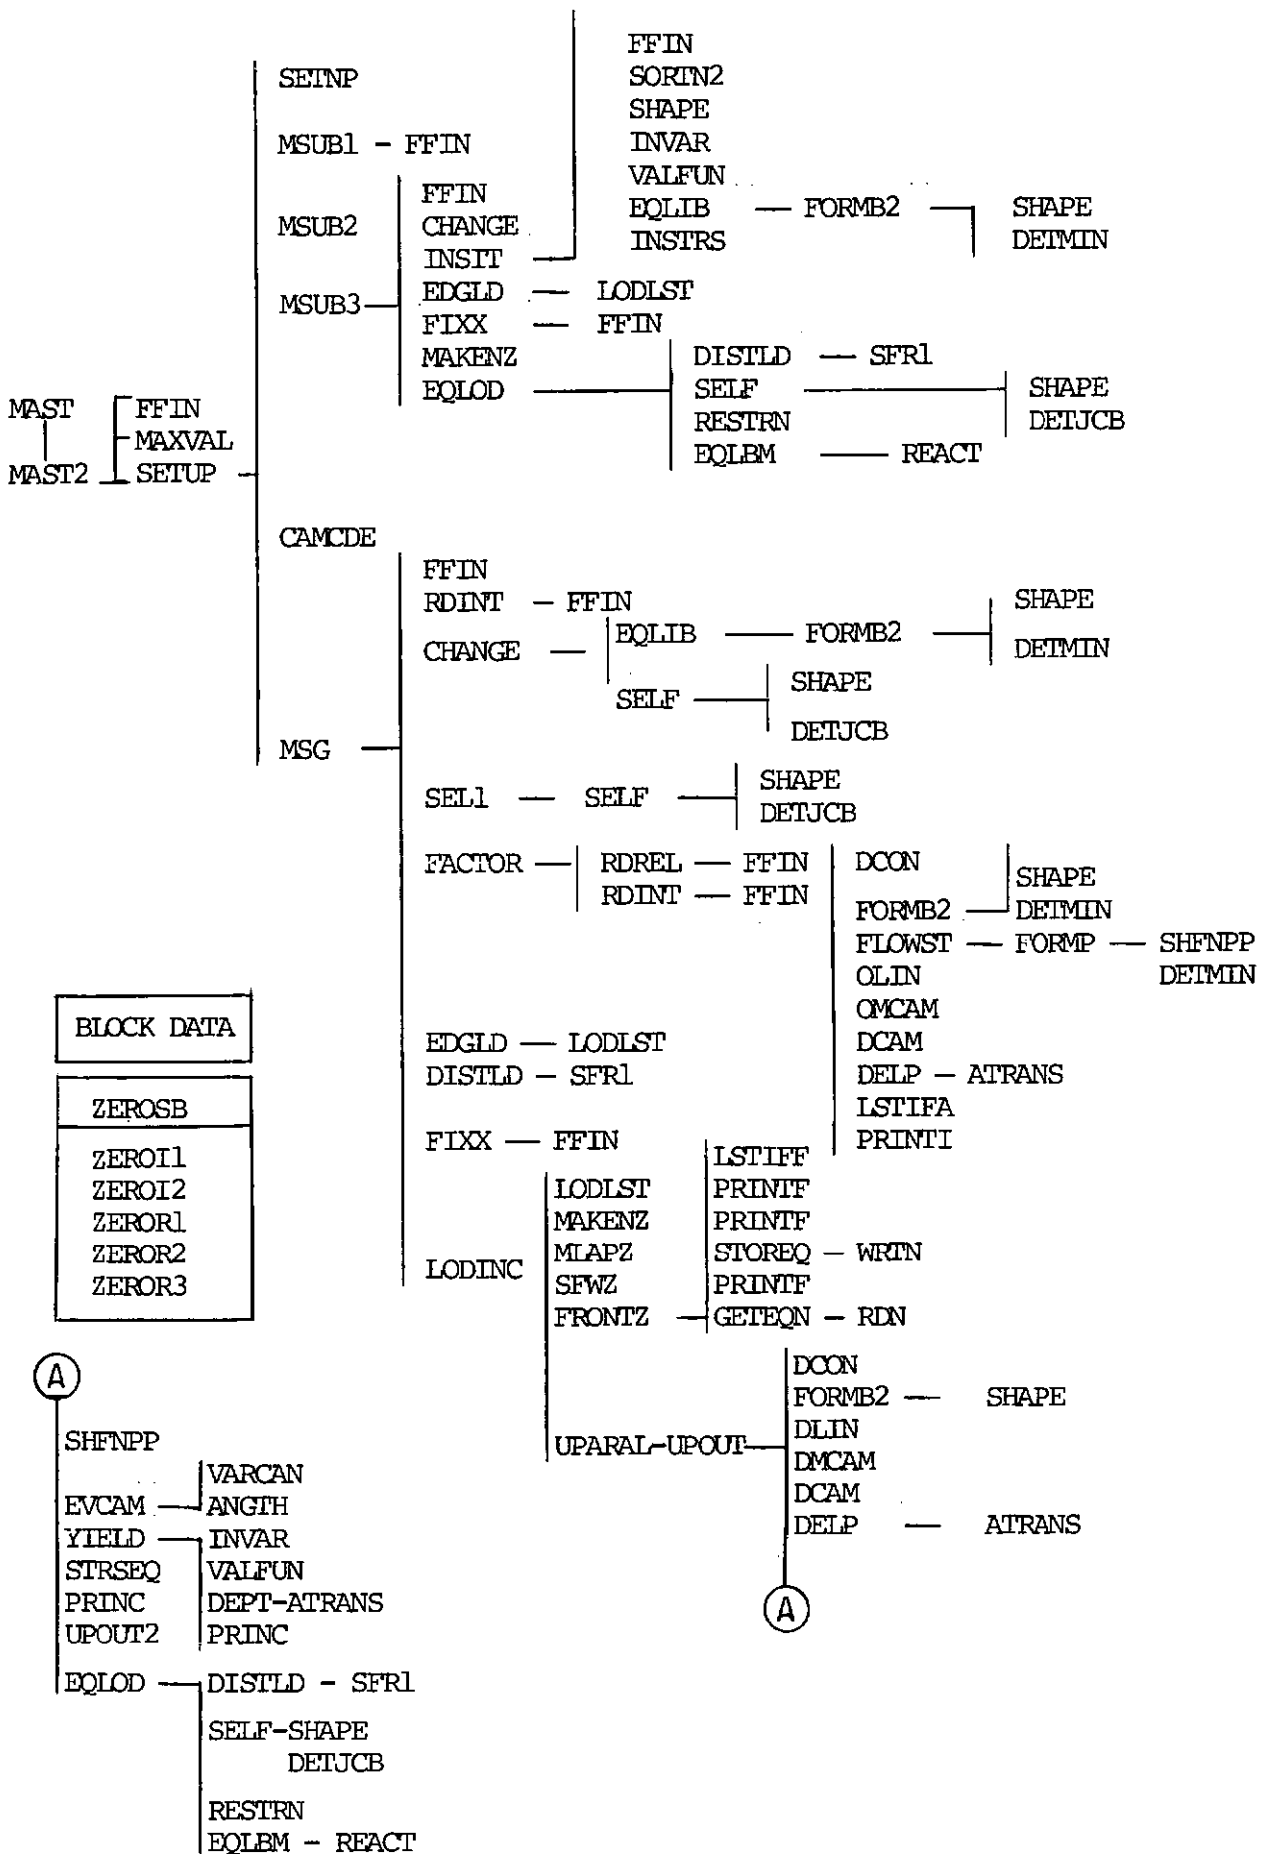 FFIN
SETNP
SORTN2
SHAPE
MSUB1 - FFIN
INVAR
VALFUN
FFIN
MSUB2
CHANGE
EQLIB — FORMB2 — SHAPE
INSIT —
INSTRS
DETMIN
MSUB3 —
EDGLD — LODLST
FIXX — FFIN
MAKENZ
DISTLD — SFR1
EQLOD —
SELF — SHAPE
MAST
FFIN
RESTRN
DETJCB
MAXVAL
EQLBM — REACT
MAST2
SETUP -
CAMCDE
FFIN
RDINT - FFIN
SHAPE
EQLIB — FORMB2 —
CHANGE —
DETMIN
SELF — SHAPE
DETJCB
MSG —
SEL1 — SELF — SHAPE
DETJCB
FACTOR — RDREL — FFIN
RDINT — FFIN
DCON
SHAPE
FORMB2 — DETMIN
FLOWST — FORMP — SHFNPP
OLIN
DETMIN
OMCAM
DCAM
DELP - ATRANS
LSTIFA
PRINTI
BLOCK DATA
EDGLD — LODLST
DISTLD - SFR1
ZEROSB
ZEROI1
ZEROI2
ZEROR1
ZEROR2
ZEROR3
FIXX — FFIN
LSTIFF
LODLST
PRINTF
MAKENZ
PRINTF
LODINC
MLAPZ
STOREQ - WRTN
SFWZ
PRINTF
FRONTZ —
GETEQN - RDN
UPARAL-UPOUT —
DCON
FORMB2 — SHAPE
DLIN
DMCAM
DCAM
DELP — ATRANS
A
A
SHFNPP
VARCAN
EVCAM — ANGTH
YIELD — INVAR
STRSEQ
VALFUN
PRINC
DEPT-ATRANS
UPOUT2
PRINC
EQLOD — DISTLD - SFR1
SELF-SHAPE
DETJCB
RESTRN
EQLBM - REACT